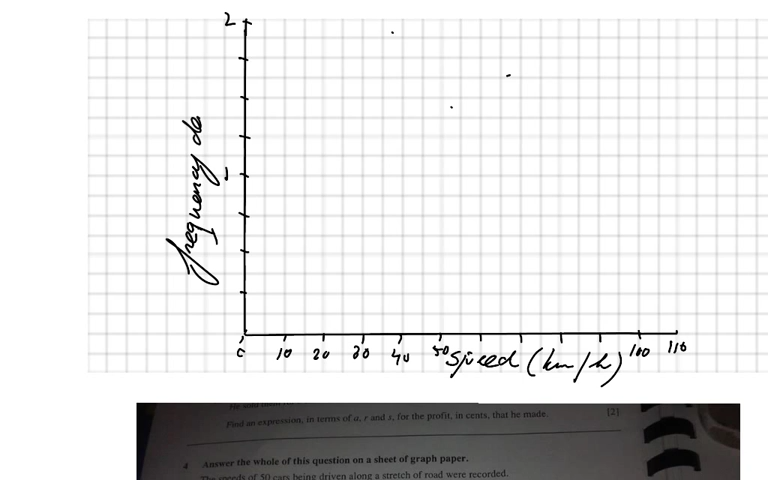 2
frequency de
1
0 10 20 30 40 50 speed (km/h) 100 110
Find an expression, in terms of a, r and s, for the profit, in cents, that he made. [2]
4 Answer the whole of this question on a sheet of graph paper.
The speeds of 50 cars being driven along a stretch of road were recorded.